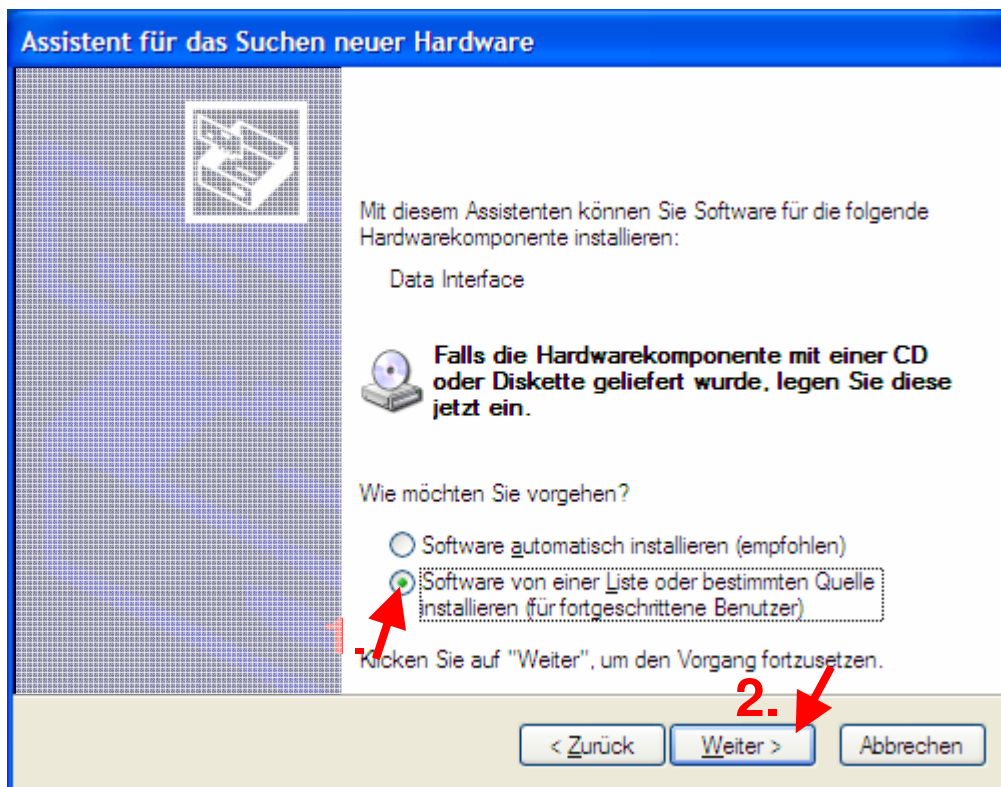 Assistent für das Suchen neuer Hardware
Mit diesem Assistenten können Sie Software für die folgende
Hardwarekomponente installieren:
Data Interface
Falls die Hardwarekomponente mit einer CD
oder Diskette geliefert wurde, legen Sie diese
jetzt ein.
Wie möchten Sie vorgehen?
Software automatisch installieren (empfohlen)
Software von einer Liste oder bestimmten Quelle
installieren (für fortgeschrittene Benutzer)
1.
Klicken Sie auf "Weiter", um den Vorgang fortzusetzen.
2.
< Zurück
Weiter >
Abbrechen